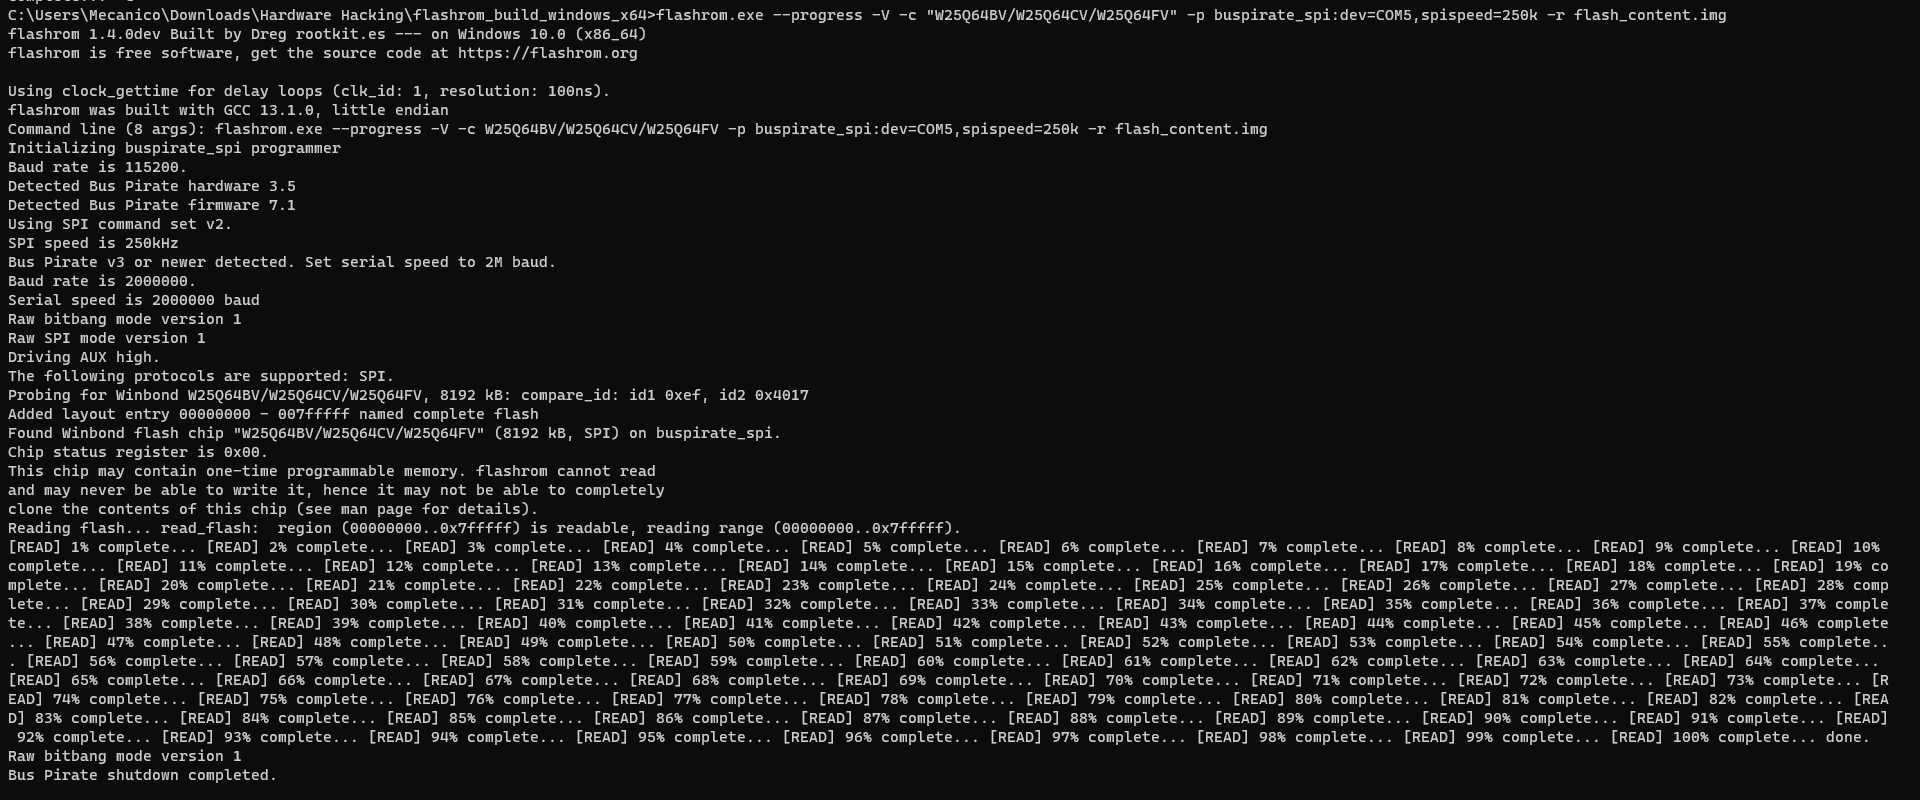 C:\Users\Mecanico\Downloads\Hardware Hacking\flashrom_build_windows_x64>flashrom.exe --progress -V -c "W25Q64BV/W25Q64CV/W25Q64FV" -p buspirate_spi:dev=COM5,spispeed=250k -r flash_content.img
flashrom 1.4.0dev Built by Dreg rootkit.es --- on Windows 10.0 (x86_64)
flashrom is free software, get the source code at https://flashrom.org

Using clock_gettime for delay loops (clk_id: 1, resolution: 100ns).
flashrom was built with GCC 13.1.0, little endian
Command line (8 args): flashrom.exe --progress -V -c W25Q64BV/W25Q64CV/W25Q64FV -p buspirate_spi:dev=COM5,spispeed=250k -r flash_content.img
Initializing buspirate_spi programmer
Baud rate is 115200.
Detected Bus Pirate hardware 3.5
Detected Bus Pirate firmware 7.1
Using SPI command set v2.
SPI speed is 250kHz
Bus Pirate v3 or newer detected. Set serial speed to 2M baud.
Baud rate is 2000000.
Serial speed is 2000000 baud
Raw bitbang mode version 1
Raw SPI mode version 1
Driving AUX high.
The following protocols are supported: SPI.
Probing for Winbond W25Q64BV/W25Q64CV/W25Q64FV, 8192 kB: compare_id: id1 0xef, id2 0x4017
Added layout entry 00000000 - 007fffff named complete flash
Found Winbond flash chip "W25Q64BV/W25Q64CV/W25Q64FV" (8192 kB, SPI) on buspirate_spi.
Chip status register is 0x00.
This chip may contain one-time programmable memory. flashrom cannot read
and may never be able to write it, hence it may not be able to completely
clone the contents of this chip (see man page for details).
Reading flash... read_flash:  region (00000000..0x7fffff) is readable, reading range (00000000..0x7fffff).
[READ] 1% complete... [READ] 2% complete... [READ] 3% complete... [READ] 4% complete... [READ] 5% complete... [READ] 6% complete... [READ] 7% complete... [READ] 8% complete... [READ] 9% complete... [READ] 10%
complete... [READ] 11% complete... [READ] 12% complete... [READ] 13% complete... [READ] 14% complete... [READ] 15% complete... [READ] 16% complete... [READ] 17% complete... [READ] 18% complete... [READ] 19% co
mplete... [READ] 20% complete... [READ] 21% complete... [READ] 22% complete... [READ] 23% complete... [READ] 24% complete... [READ] 25% complete... [READ] 26% complete... [READ] 27% complete... [READ] 28% comp
lete... [READ] 29% complete... [READ] 30% complete... [READ] 31% complete... [READ] 32% complete... [READ] 33% complete... [READ] 34% complete... [READ] 35% complete... [READ] 36% complete... [READ] 37% comple
te... [READ] 38% complete... [READ] 39% complete... [READ] 40% complete... [READ] 41% complete... [READ] 42% complete... [READ] 43% complete... [READ] 44% complete... [READ] 45% complete... [READ] 46% complete
... [READ] 47% complete... [READ] 48% complete... [READ] 49% complete... [READ] 50% complete... [READ] 51% complete... [READ] 52% complete... [READ] 53% complete... [READ] 54% complete... [READ] 55% complete..
. [READ] 56% complete... [READ] 57% complete... [READ] 58% complete... [READ] 59% complete... [READ] 60% complete... [READ] 61% complete... [READ] 62% complete... [READ] 63% complete... [READ] 64% complete...
[READ] 65% complete... [READ] 66% complete... [READ] 67% complete... [READ] 68% complete... [READ] 69% complete... [READ] 70% complete... [READ] 71% complete... [READ] 72% complete... [READ] 73% complete... [R
EAD] 74% complete... [READ] 75% complete... [READ] 76% complete... [READ] 77% complete... [READ] 78% complete... [READ] 79% complete... [READ] 80% complete... [READ] 81% complete... [READ] 82% complete... [REA
D] 83% complete... [READ] 84% complete... [READ] 85% complete... [READ] 86% complete... [READ] 87% complete... [READ] 88% complete... [READ] 89% complete... [READ] 90% complete... [READ] 91% complete... [READ]
 92% complete... [READ] 93% complete... [READ] 94% complete... [READ] 95% complete... [READ] 96% complete... [READ] 97% complete... [READ] 98% complete... [READ] 99% complete... [READ] 100% complete... done.
Raw bitbang mode version 1
Bus Pirate shutdown completed.